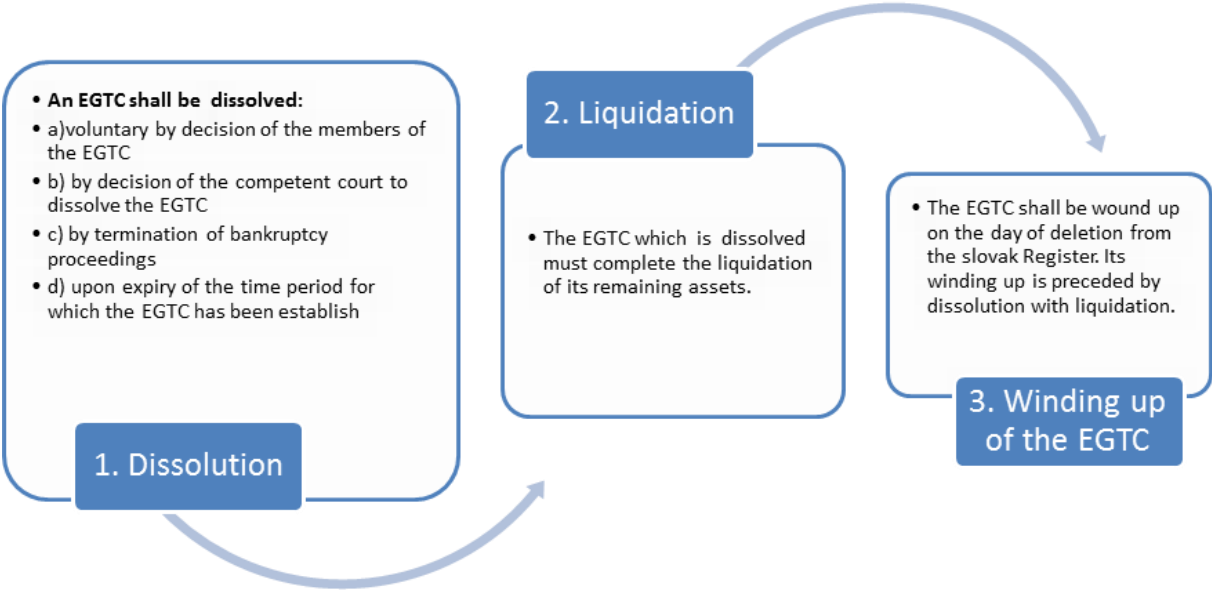 • An EGTC shall be dissolved:
• a)voluntary by decision of the members of
the EGTC
• b) by decision of the competent court to
dissolve the EGTC
• c) by termination of bankruptcy
proceedings
• d) upon expiry of the time period for
which the EGTC has been establish
1. Dissolution
2. Liquidation
• The EGTC which is dissolved
must complete the liquidation
of its remaining assets.
• The EGTC shall be wound up
on the day of deletion from
the slovak Register. Its
winding up is preceded by
dissolution with liquidation.
3. Winding up
of the EGTC